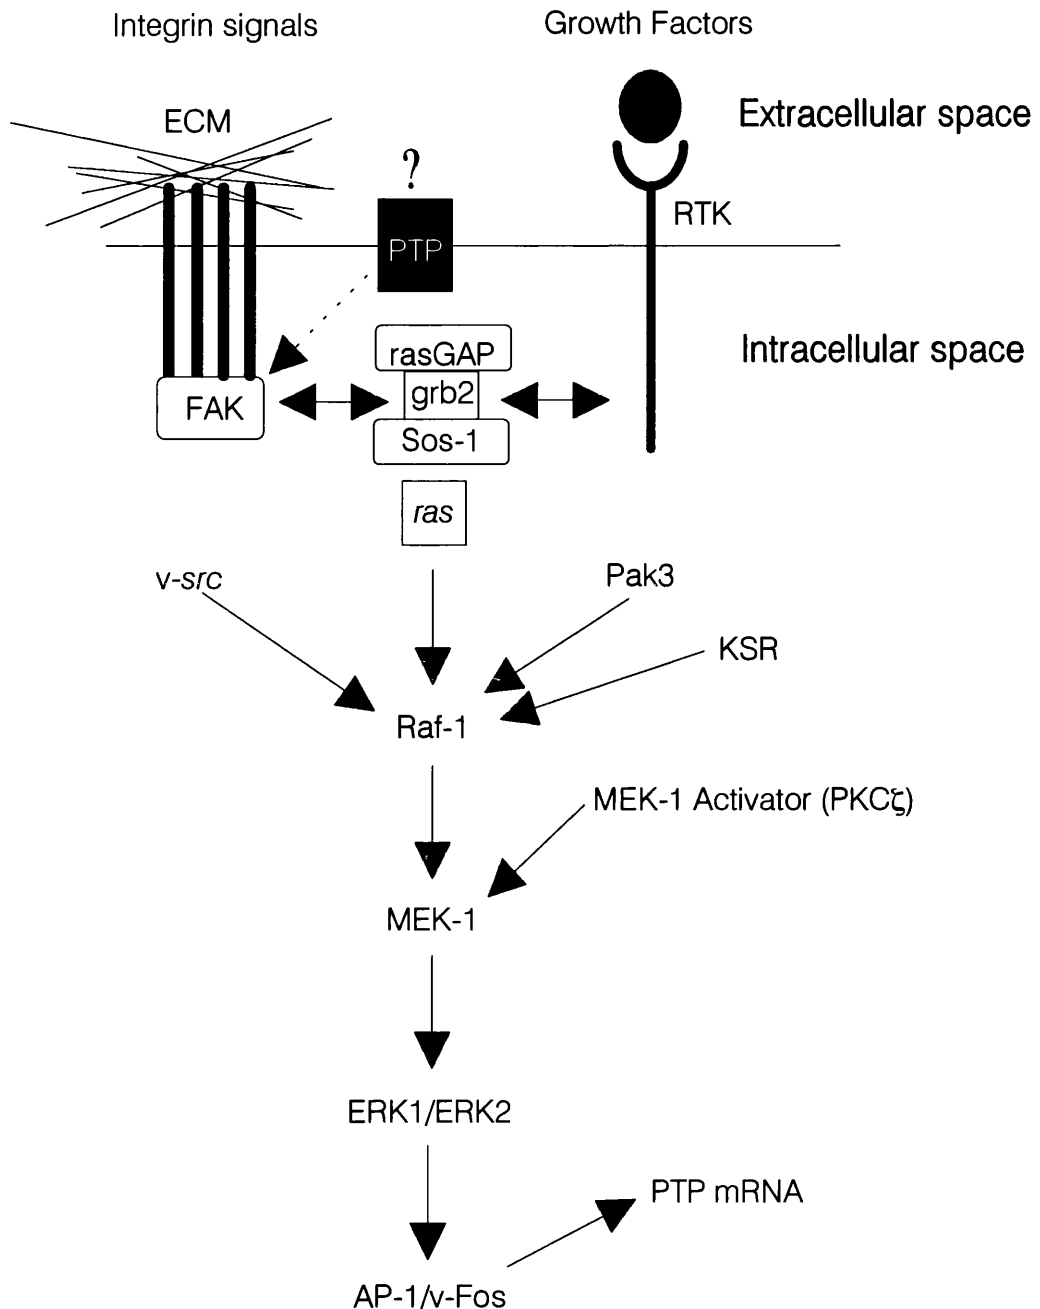 Integrin signals
Growth Factors
ECM
Extracellular space
?
RTK
PTP
Intracellular space
rasGAP
grb2
FAK
Sos-1
ras
v-src
Pak3
KSR
Raf-1
MEK-1 Activator (PKCζ)
MEK-1
ERK1/ERK2
PTP mRNA
AP-1/v-Fos